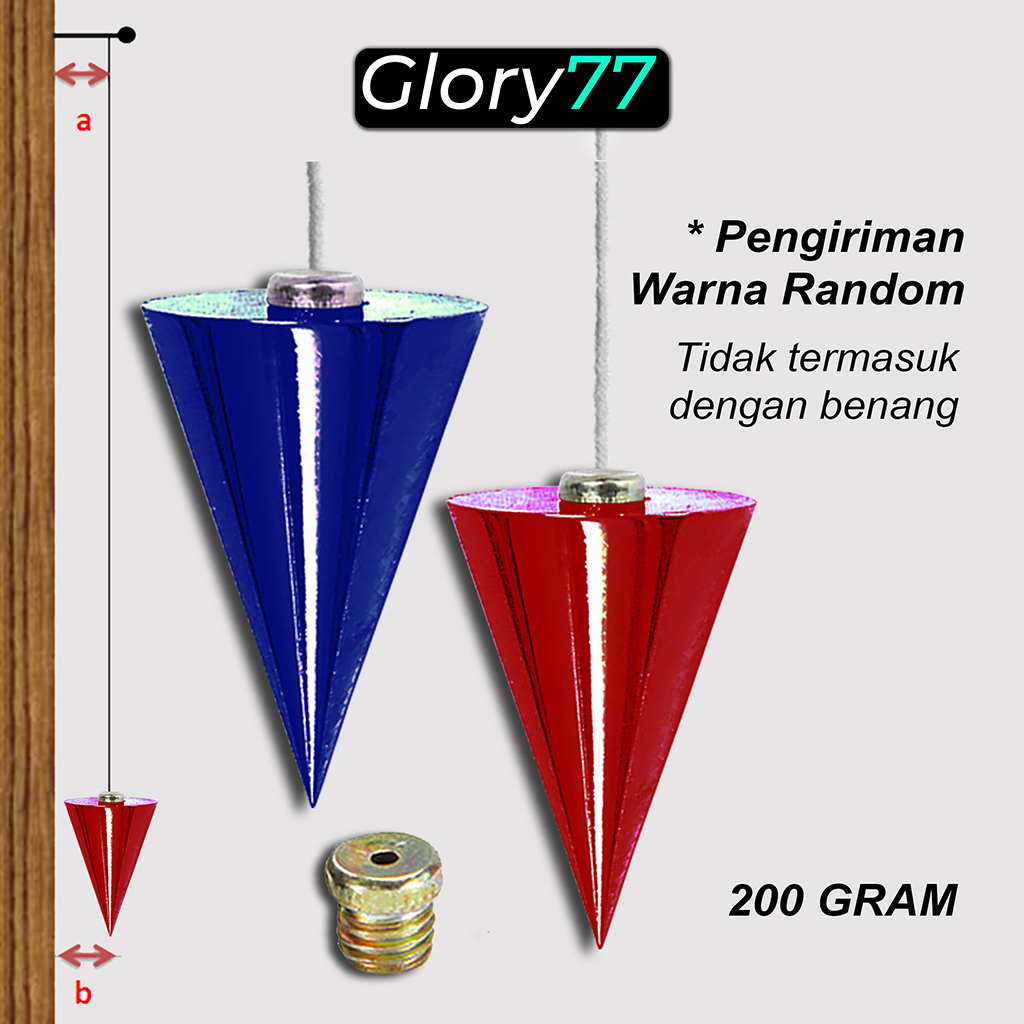 Glory77
a
* Pengiriman
Warna Random
Tidak termasuk
dengan benang
200 GRAM
b